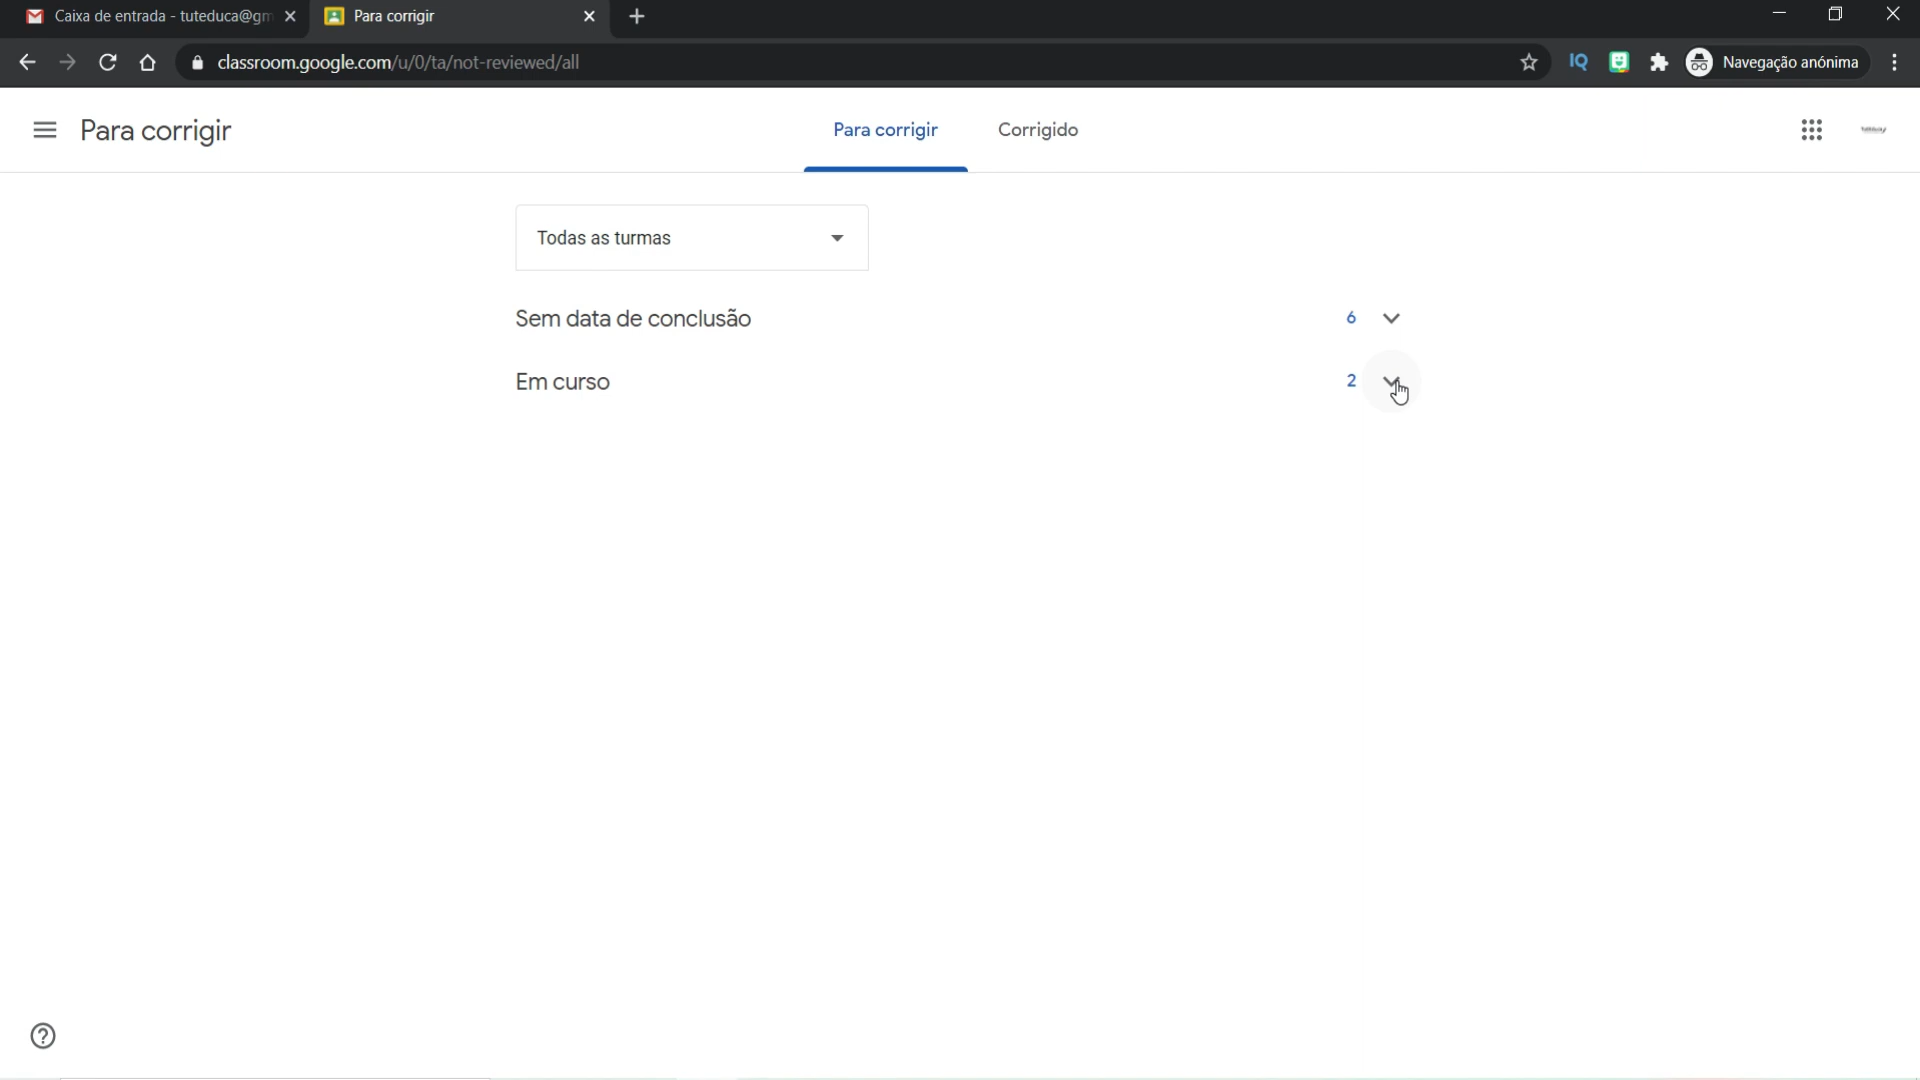 Caixa de entrada - tuteduca@gm
Para corrigir
classroom.google.com/u/0/ta/not-reviewed/all
IQ
Navegação anónima
Para corrigir
Para corrigir
Corrigido
Todas as turmas
Sem data de conclusão
6
Em curso
2